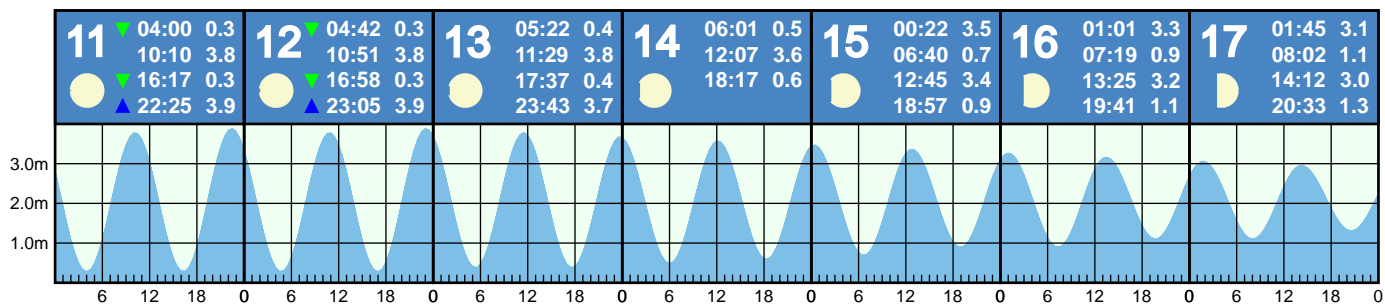 11 ▼ 04:00 0.3
10:10 3.8
▼ 16:17 0.3
▲ 22:25 3.9
12 ▼ 04:42 0.3
10:51 3.8
▼ 16:58 0.3
▲ 23:05 3.9
13 05:22 0.4
11:29 3.8
17:37 0.4
23:43 3.7
14 06:01 0.5
12:07 3.6
18:17 0.6
15 00:22 3.5
06:40 0.7
12:45 3.4
18:57 0.9
16 01:01 3.3
07:19 0.9
13:25 3.2
19:41 1.1
17 01:45 3.1
08:02 1.1
14:12 3.0
20:33 1.3
3.0m
2.0m
1.0m
6 12 18 0 6 12 18 0 6 12 18 0 6 12 18 0 6 12 18 0 6 12 18 0 6 12 18 0